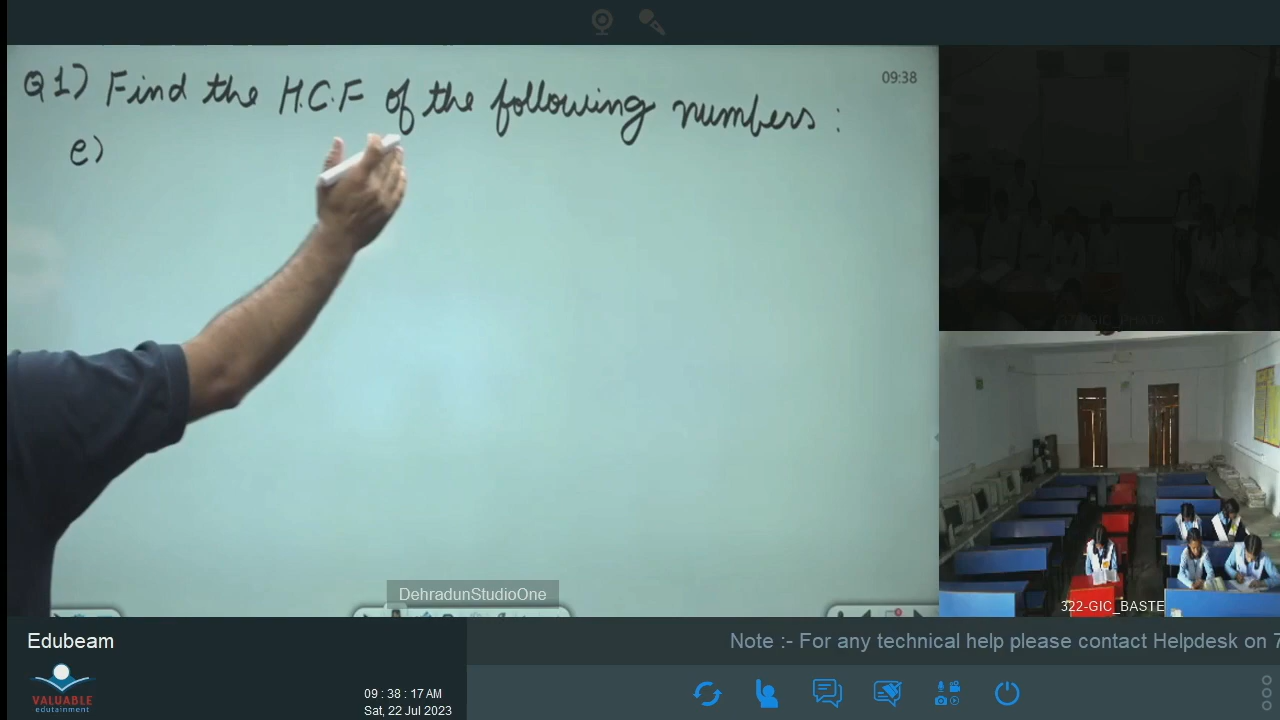 09:38
Q1) Find the H.C.F of the following numbers :
e)
DehradunStudioOne
322-GIC_BASTE
Edubeam
Note :- For any technical help please contact Helpdesk on 7
VALUABLE
edutainment
09 : 38 : 17 AM
Sat, 22 Jul 2023